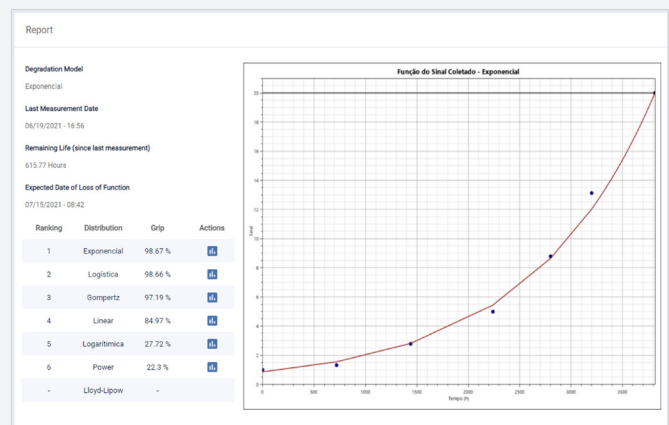 Report
Degradation Model
Exponencial
Last Measurement Date
06/19/2021 - 16:56
Remaining Life (since last measurement)
615.77 Hours
Expected Date of Loss of Function
07/15/2021 - 08:42
Ranking Distribution Grip Actions
1 Exponencial 98.67 %
2 Logística 98.66 %
3 Gompertz 97.19 %
4 Linear 84.97 %
5 Logarítimica 27.72 %
6 Power 22.3 %
- Lloyd-Lipow -
Função do Sinal Coletado - Exponencial
Sinal
20
18
16
14
12
10
8
6
4
2
0
0 500 1000 1500 2000 2500 3000 3500
Tempo (h)